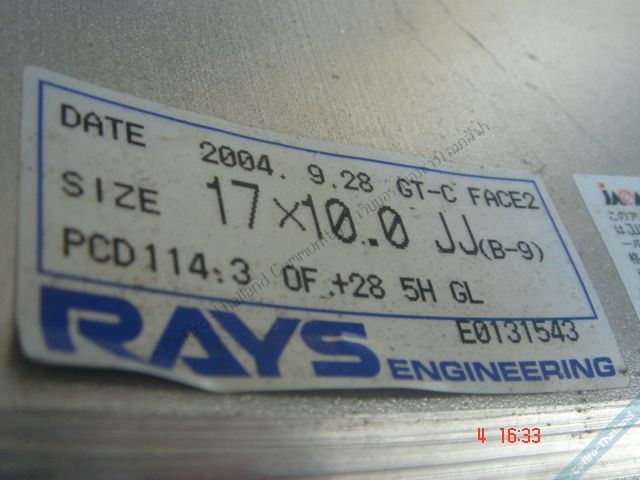 DATE 2004. 9.28 GT-C FACE2
SIZE 17×10.0 JJ(B-9)
PCD114.3 OF +28 5H GL
E0131543
RAYS ENGINEERING
4 16:33